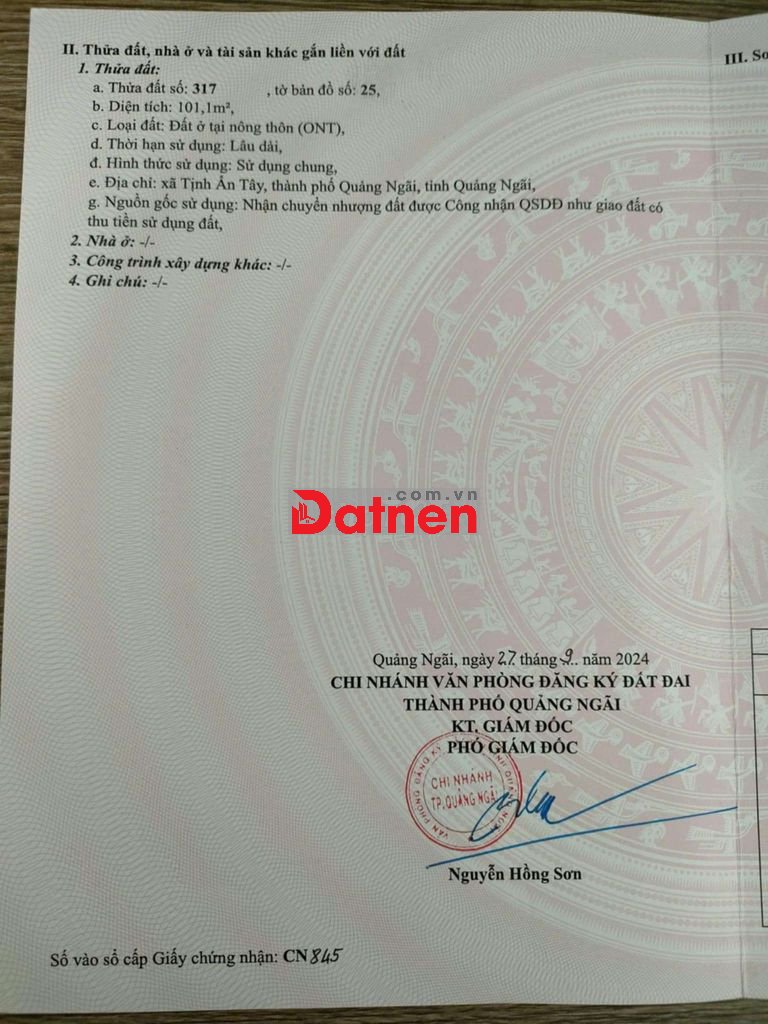 II. Thửa đất, nhà ở và tài sản khác gắn liền với đất
1. Thửa đất:
a. Thửa đất số: 317 , tờ bản đồ số: 25,
b. Diện tích: 101,1m²,
c. Loại đất: Đất ở tại nông thôn (ONT),
d. Thời hạn sử dụng: Lâu dài,
đ. Hình thức sử dụng: Sử dụng chung,
e. Địa chỉ: xã Tịnh Ấn Tây, thành phố Quảng Ngãi, tỉnh Quảng Ngãi,
g. Nguồn gốc sử dụng: Nhận chuyển nhượng đất được Công nhận QSDĐ như giao đất có
thu tiền sử dụng đất,
2. Nhà ở: -/-
3. Công trình xây dựng khác: -/-
4. Ghi chú: -/-
III. Sơ
.com.vn
Datnen
Quảng Ngãi, ngày 27 tháng 9.. năm 2024
CHI NHÁNH VĂN PHÒNG ĐĂNG KÝ ĐẤT ĐAI
THÀNH PHỐ QUẢNG NGÃI
KT. GIÁM ĐỐC
PHÓ GIÁM ĐỐC
VĂN PHÒNG ĐĂNG KÝ
CHI NHÁNH
TP.QUẢNG NGÃI
Nguyễn Hồng Sơn
Số vào sổ cấp Giấy chứng nhận: CN 845